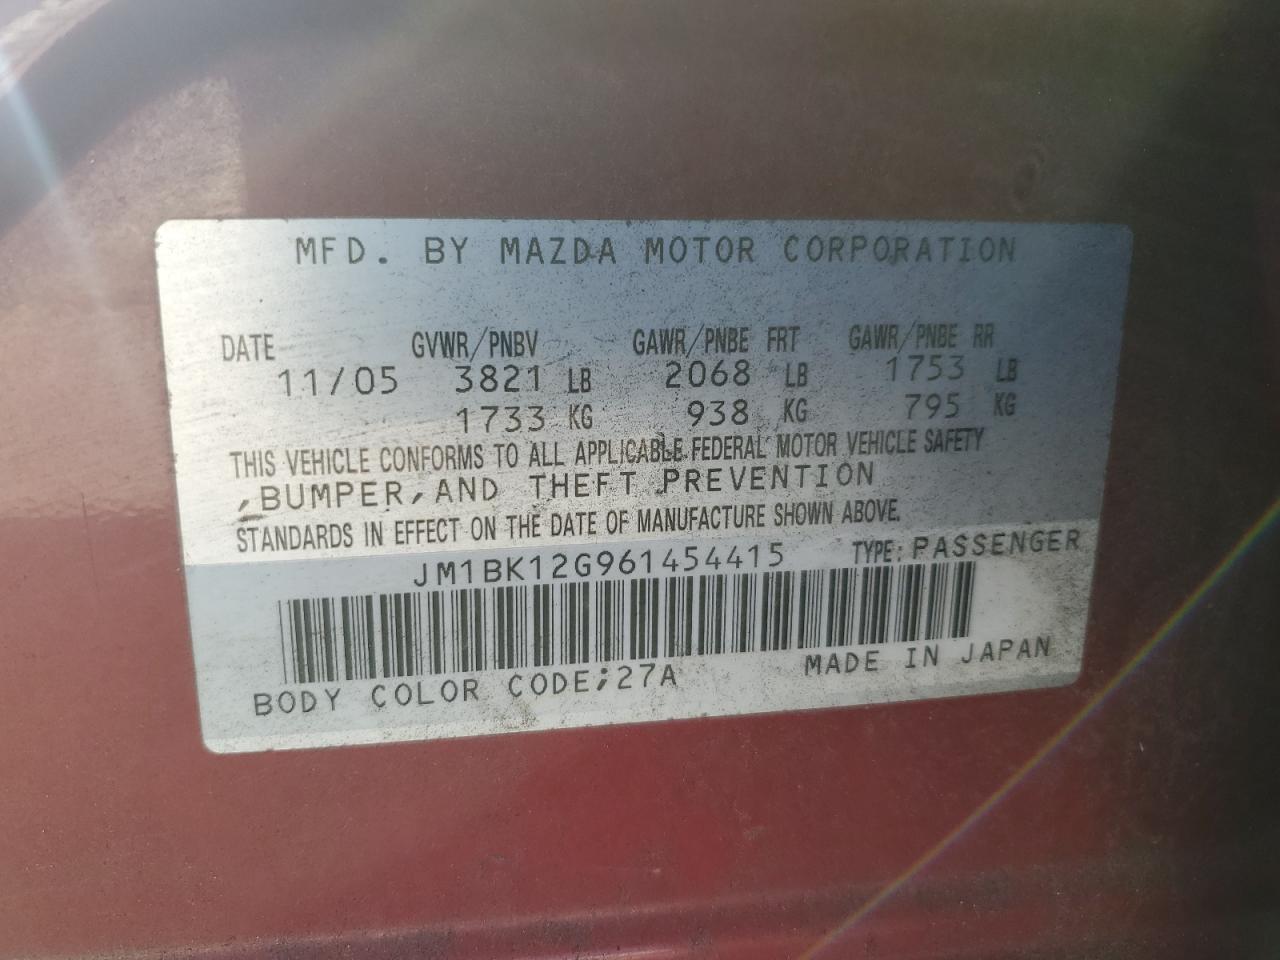 MFD. BY MAZDA MOTOR CORPORATION
DATE GVWR/PNBV GAWR/PNBE FRT GAWR/PNBE RR
11/05 3821 LB 2068 LB 1753 LB
1733 KG 938 KG 795 KG
THIS VEHICLE CONFORMS TO ALL APPLICABLE FEDERAL MOTOR VEHICLE SAFETY
,BUMPER,AND THEFT PREVENTION
STANDARDS IN EFFECT ON THE DATE OF MANUFACTURE SHOWN ABOVE.
JM1BK12G961454415 TYPE: PASSENGER
BODY COLOR CODE;27A MADE IN JAPAN